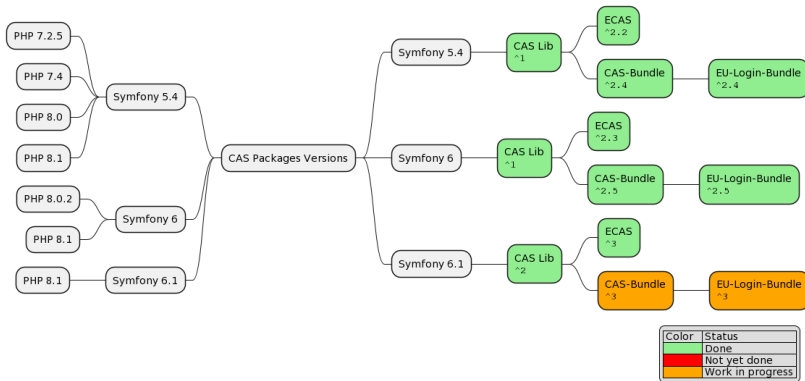 PHP 7.2.5
PHP 7.4
PHP 8.0
PHP 8.1
Symfony 5.4
PHP 8.0.2
PHP 8.1
Symfony 6
PHP 8.1
Symfony 6.1
CAS Packages Versions
Symfony 5.4
CAS Lib
^1
ECAS
^2.2
CAS-Bundle
^2.4
EU-Login-Bundle
^2.4
Symfony 6
CAS Lib
^1
ECAS
^2.3
CAS-Bundle
^2.5
EU-Login-Bundle
^2.5
Symfony 6.1
CAS Lib
^2
ECAS
^3
CAS-Bundle
^3
EU-Login-Bundle
^3
Color Status
Done
Not yet done
Work in progress